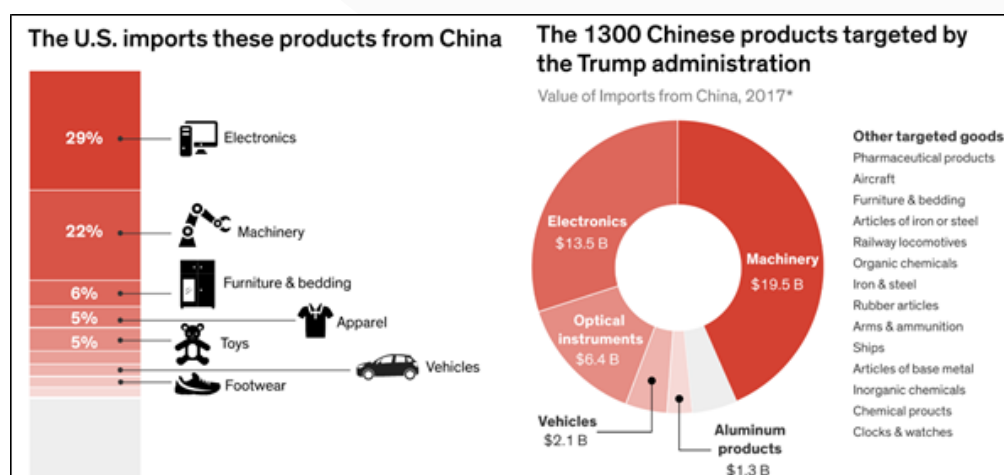 The U.S. imports these products from China
29%
Electronics
22%
Machinery
6%
Furniture & bedding
5%
Apparel
5%
Toys
Vehicles
Footwear
The 1300 Chinese products targeted by
the Trump administration
Value of Imports from China, 2017*
Electronics
$13.5 B
Machinery
$19.5 B
Optical
instruments
$6.4 B
Vehicles
$2.1 B
Aluminum
products
$1.3 B
Other targeted goods
Pharmaceutical products
Aircraft
Furniture & bedding
Articles of iron or steel
Railway locomotives
Organic chemicals
Iron & steel
Rubber articles
Arms & ammunition
Ships
Articles of base metal
Inorganic chemicals
Chemical proucts
Clocks & watches